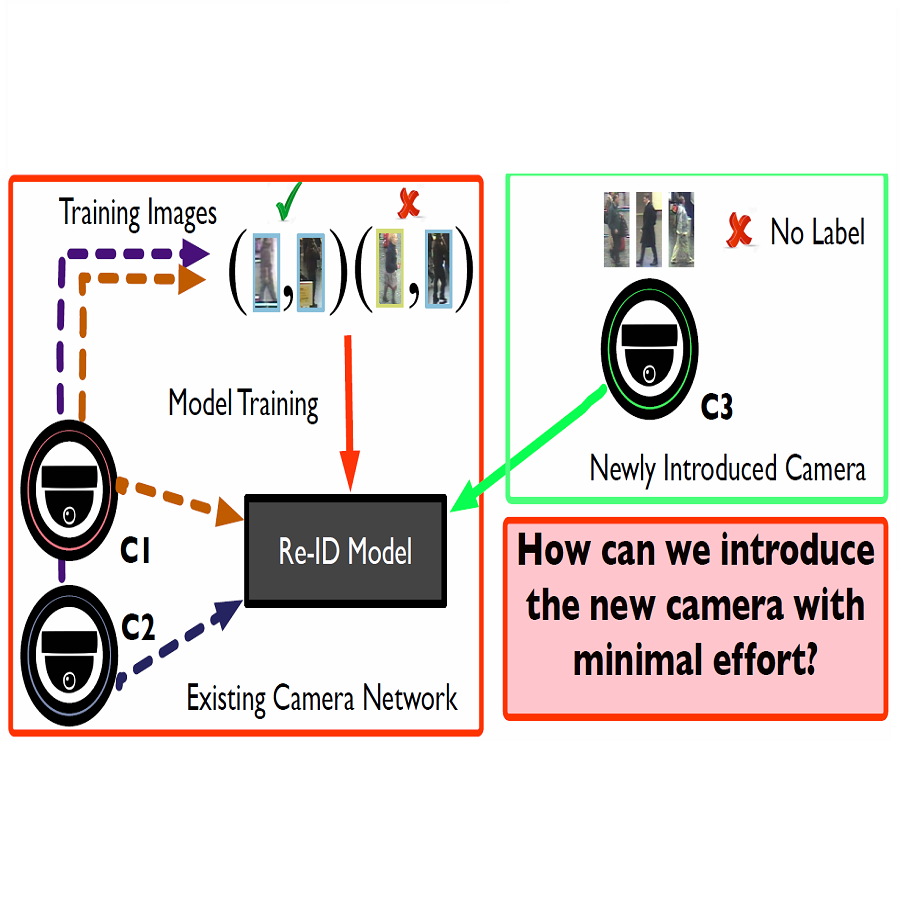 Training Images
No Label
Model Training
C3
Newly Introduced Camera
C1
Re-ID Model
C2
Existing Camera Network
How can we introduce
the new camera with
minimal effort?